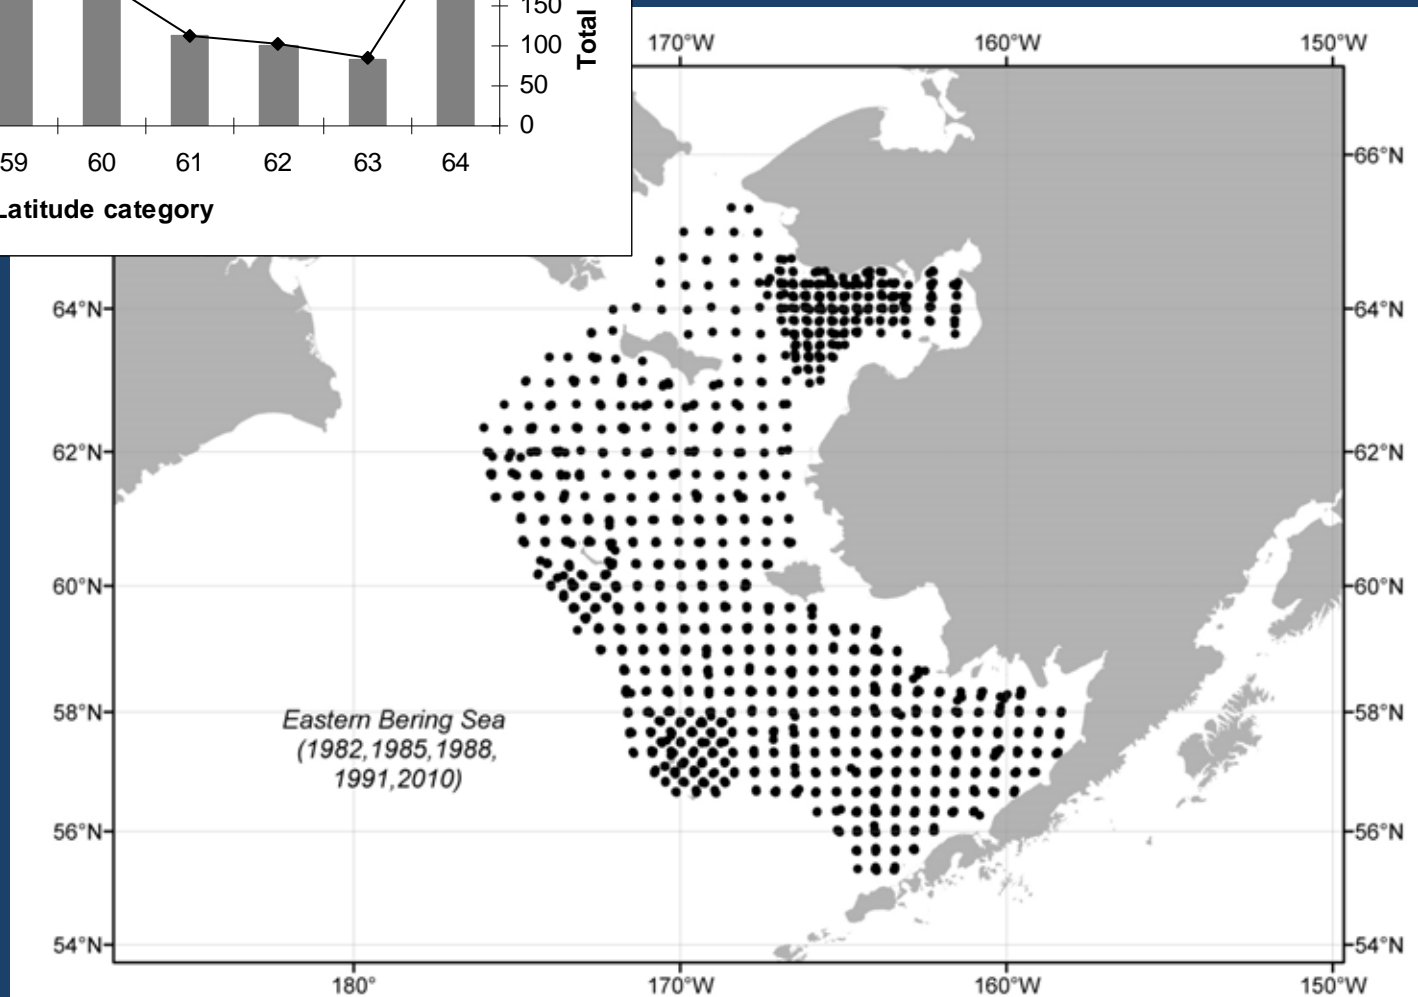 150
100
50
0
Total
59 60 61 62 63 64
Latitude category
170°W 160°W 150°W
66°N
64°N 64°N
62°N 62°N
60°N 60°N
58°N 58°N
Eastern Bering Sea
(1982,1985,1988,
1991,2010)
56°N 56°N
54°N 54°N
180° 170°W 160°W 150°W